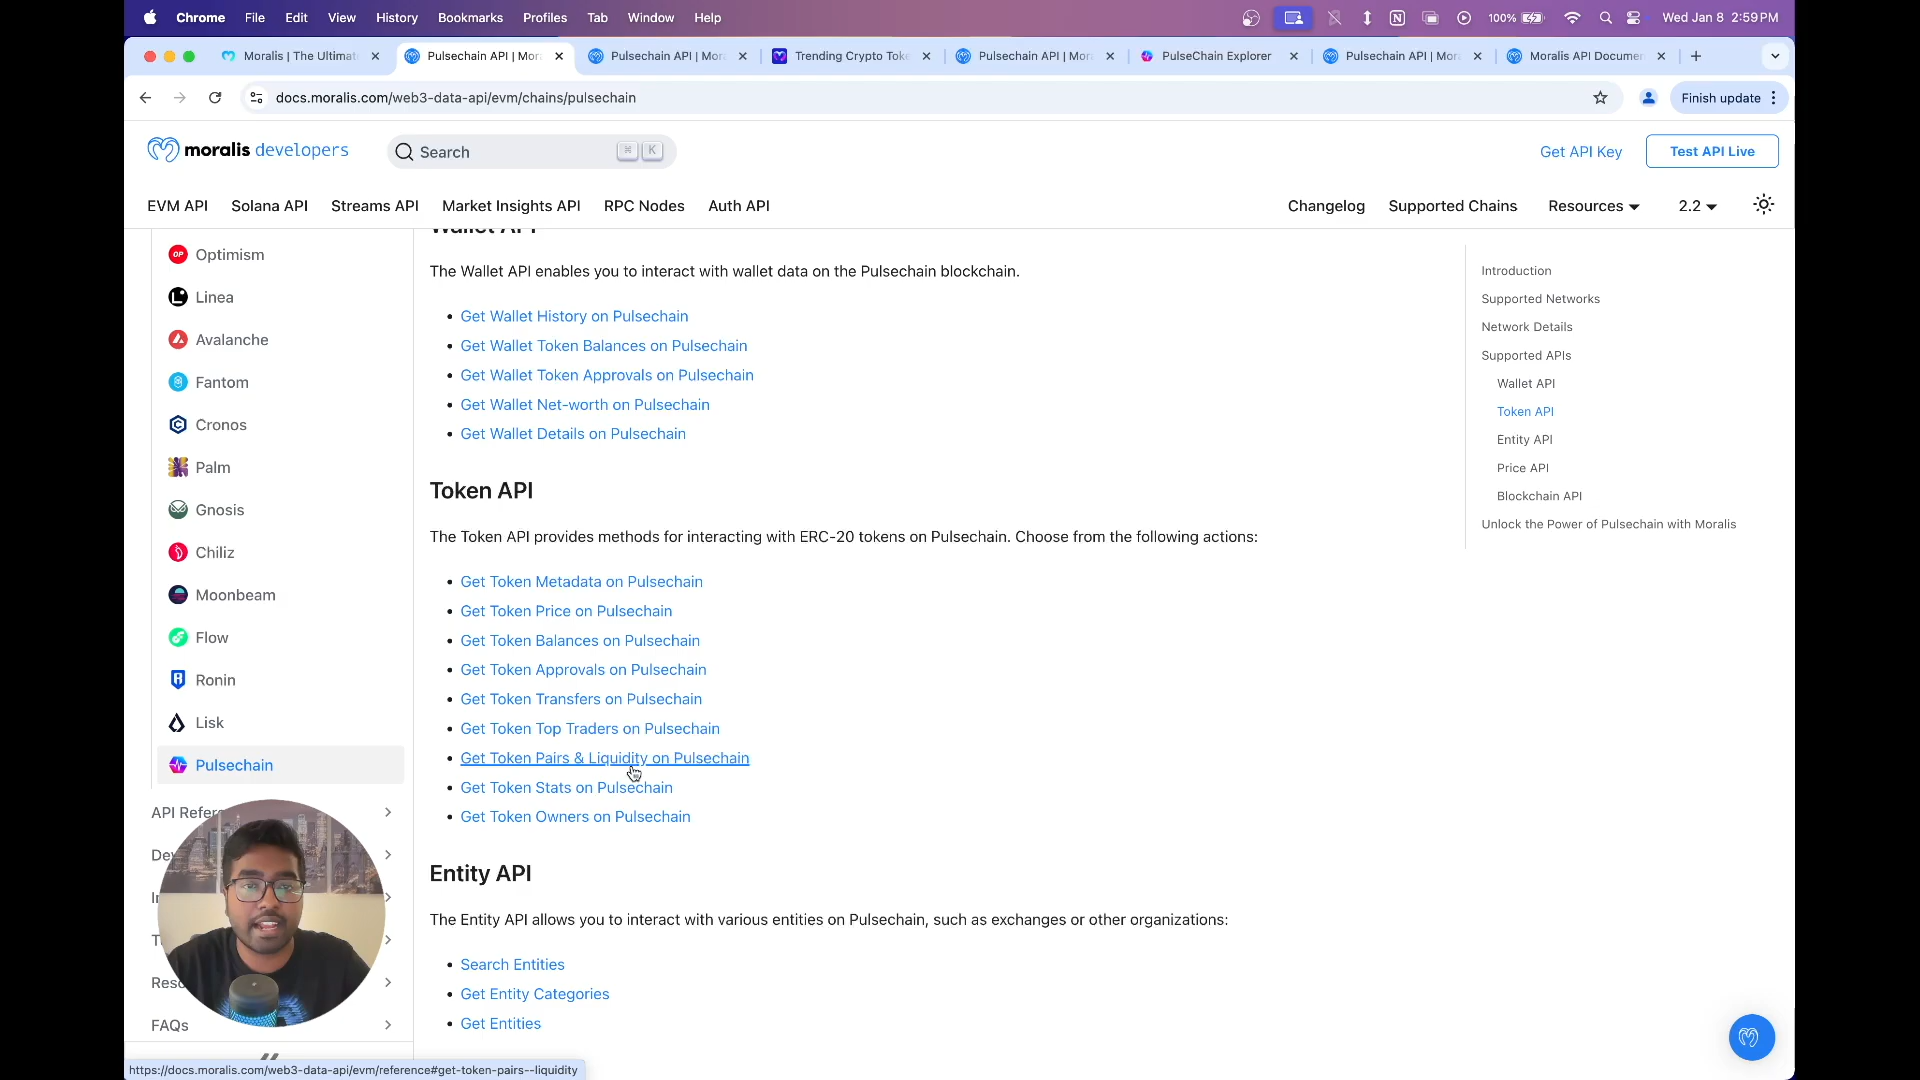 Chrome File Edit View History Bookmarks Profiles Tab Window Help 100% Wed Jan 8 2:59 PM
Moralis | The Ultimat Pulsechain API | Mor Pulsechain API | Mor Trending Crypto Toke Pulsechain API | Mor PulseChain Explorer Pulsechain API | Mor Moralis API Documen
docs.moralis.com/web3-data-api/evm/chains/pulsechain Finish update
moralis developers Search ⌘ K Get API Key Test API Live
EVM API Solana API Streams API Market Insights API RPC Nodes Auth API Changelog Supported Chains Resources 2.2
Optimism
Linea
Avalanche
Fantom
Cronos
Palm
Gnosis
Chiliz
Moonbeam
Flow
Ronin
Lisk
Pulsechain
API Refer
De
FAQs
Wallet API
The Wallet API enables you to interact with wallet data on the Pulsechain blockchain.
Get Wallet History on Pulsechain
Get Wallet Token Balances on Pulsechain
Get Wallet Token Approvals on Pulsechain
Get Wallet Net-worth on Pulsechain
Get Wallet Details on Pulsechain
Token API
The Token API provides methods for interacting with ERC-20 tokens on Pulsechain. Choose from the following actions:
Get Token Metadata on Pulsechain
Get Token Price on Pulsechain
Get Token Balances on Pulsechain
Get Token Approvals on Pulsechain
Get Token Transfers on Pulsechain
Get Token Top Traders on Pulsechain
Get Token Pairs & Liquidity on Pulsechain
Get Token Stats on Pulsechain
Get Token Owners on Pulsechain
Entity API
The Entity API allows you to interact with various entities on Pulsechain, such as exchanges or other organizations:
Search Entities
Get Entity Categories
Get Entities
Introduction
Supported Networks
Network Details
Supported APIs
Wallet API
Token API
Entity API
Price API
Blockchain API
Unlock the Power of Pulsechain with Moralis
https://docs.moralis.com/web3-data-api/evm/reference#get-token-pairs--liquidity